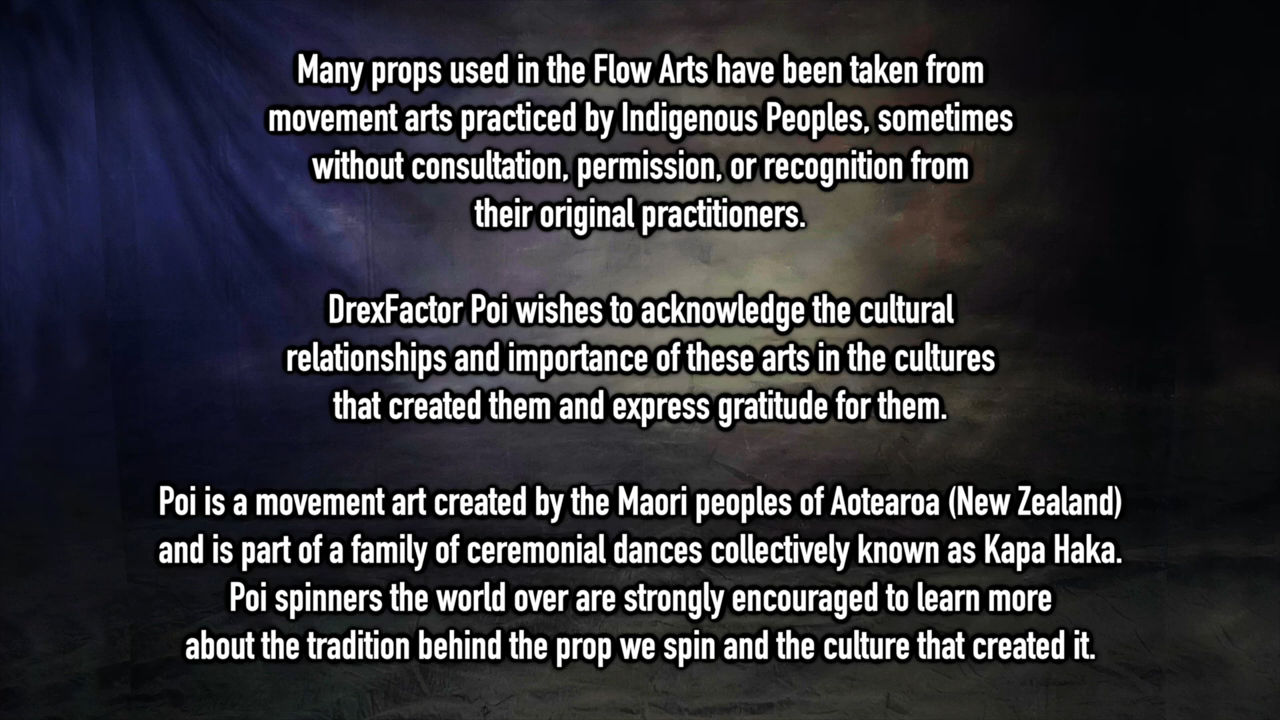 Many props used in the Flow Arts have been taken from
movement arts practiced by Indigenous Peoples, sometimes
without consultation, permission, or recognition from
their original practitioners.
DrexFactor Poi wishes to acknowledge the cultural
relationships and importance of these arts in the cultures
that created them and express gratitude for them.
Poi is a movement art created by the Maori peoples of Aotearoa (New Zealand)
and is part of a family of ceremonial dances collectively known as Kapa Haka.
Poi spinners the world over are strongly encouraged to learn more
about the tradition behind the prop we spin and the culture that created it.